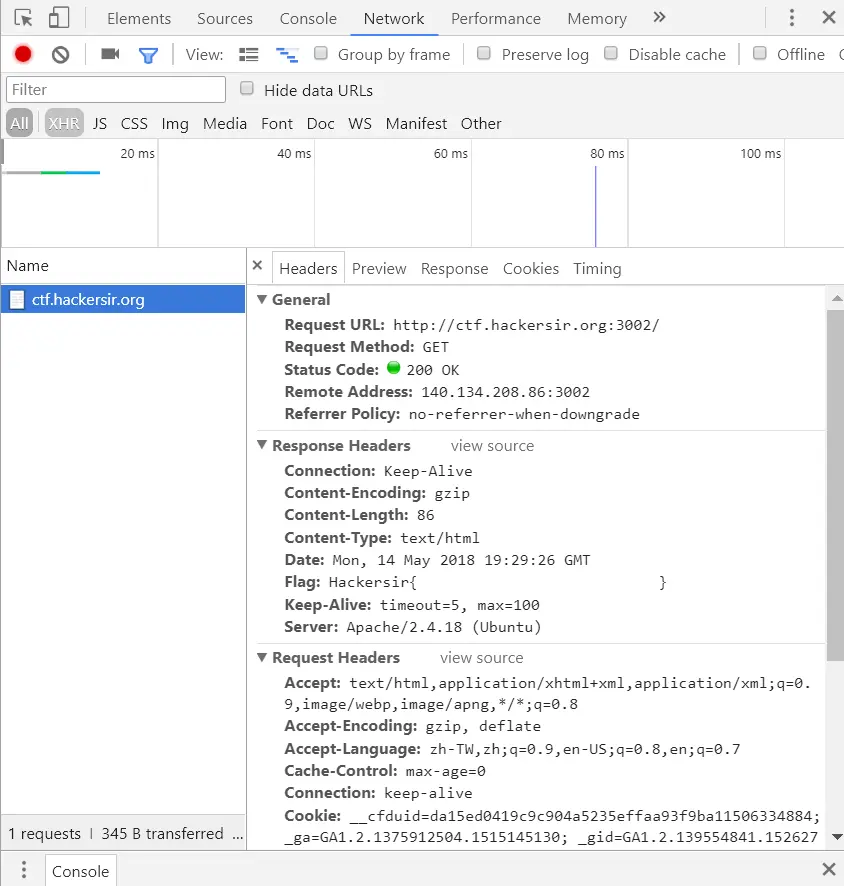 Elements Sources Console Network Performance Memory »
View: Group by frame Preserve log Disable cache Offline
Filter Hide data URLs
All XHR JS CSS Img Media Font Doc WS Manifest Other
20 ms 40 ms 60 ms 80 ms 100 ms
Name
ctf.hackersir.org
1 requests | 345 B transferred ...
× Headers Preview Response Cookies Timing
▼ General
Request URL: http://ctf.hackersir.org:3002/
Request Method: GET
Status Code: 200 OK
Remote Address: 140.134.208.86:3002
Referrer Policy: no-referrer-when-downgrade
▼ Response Headers view source
Connection: Keep-Alive
Content-Encoding: gzip
Content-Length: 86
Content-Type: text/html
Date: Mon, 14 May 2018 19:29:26 GMT
Flag: Hackersir{ }
Keep-Alive: timeout=5, max=100
Server: Apache/2.4.18 (Ubuntu)
▼ Request Headers view source
Accept: text/html,application/xhtml+xml,application/xml;q=0.
9,image/webp,image/apng,*/*;q=0.8
Accept-Encoding: gzip, deflate
Accept-Language: zh-TW,zh;q=0.9,en-US;q=0.8,en;q=0.7
Cache-Control: max-age=0
Connection: keep-alive
Cookie: __cfduid=da15ed0419c9c904a5235effaa93f9ba11506334884;
_ga=GA1.2.1375912504.1515145130; _gid=GA1.2.139554841.152627
Console